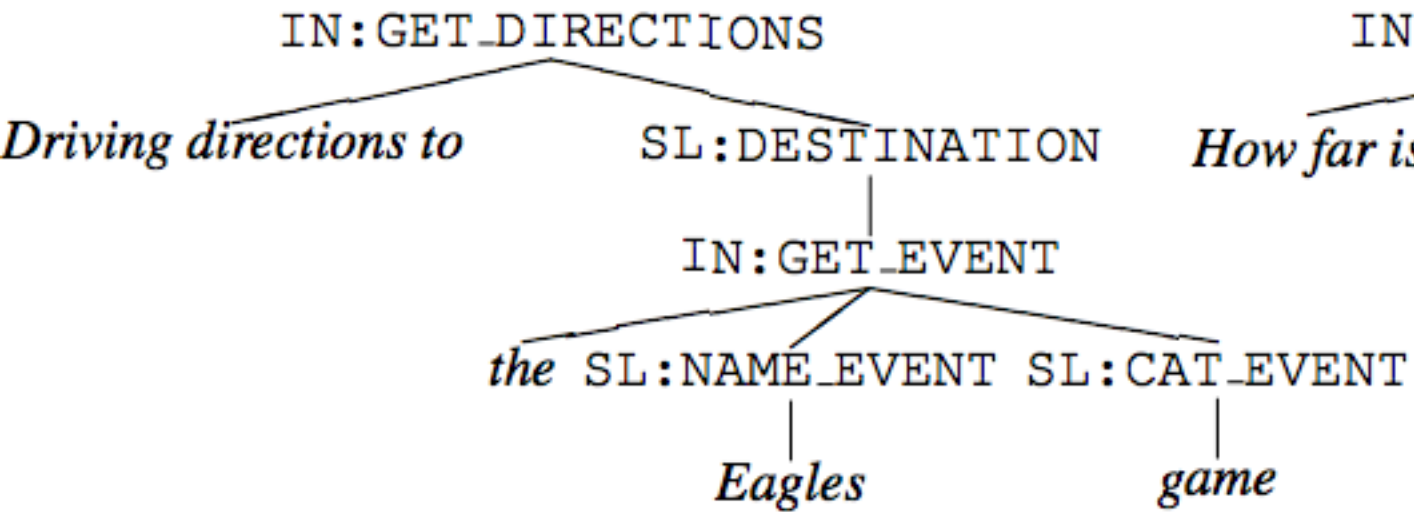 IN:GET_DIRECTIONS IN
Driving directions to SL:DESTINATION How far is
IN:GET_EVENT
the SL:NAME_EVENT SL:CAT_EVENT
Eagles game